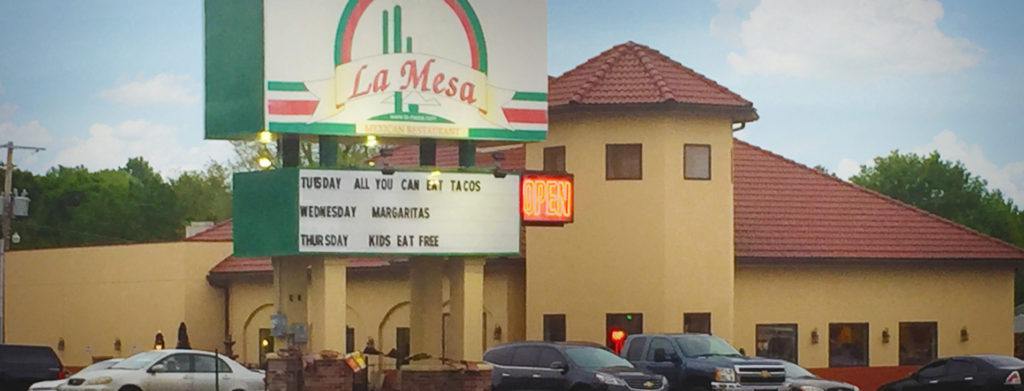 La Mesa
MEXICAN RESTAURANT
TUESDAY ALL YOU CAN EAT TACOS
WEDNESDAY MARGARITAS
THURSDAY KIDS EAT FREE
OPEN